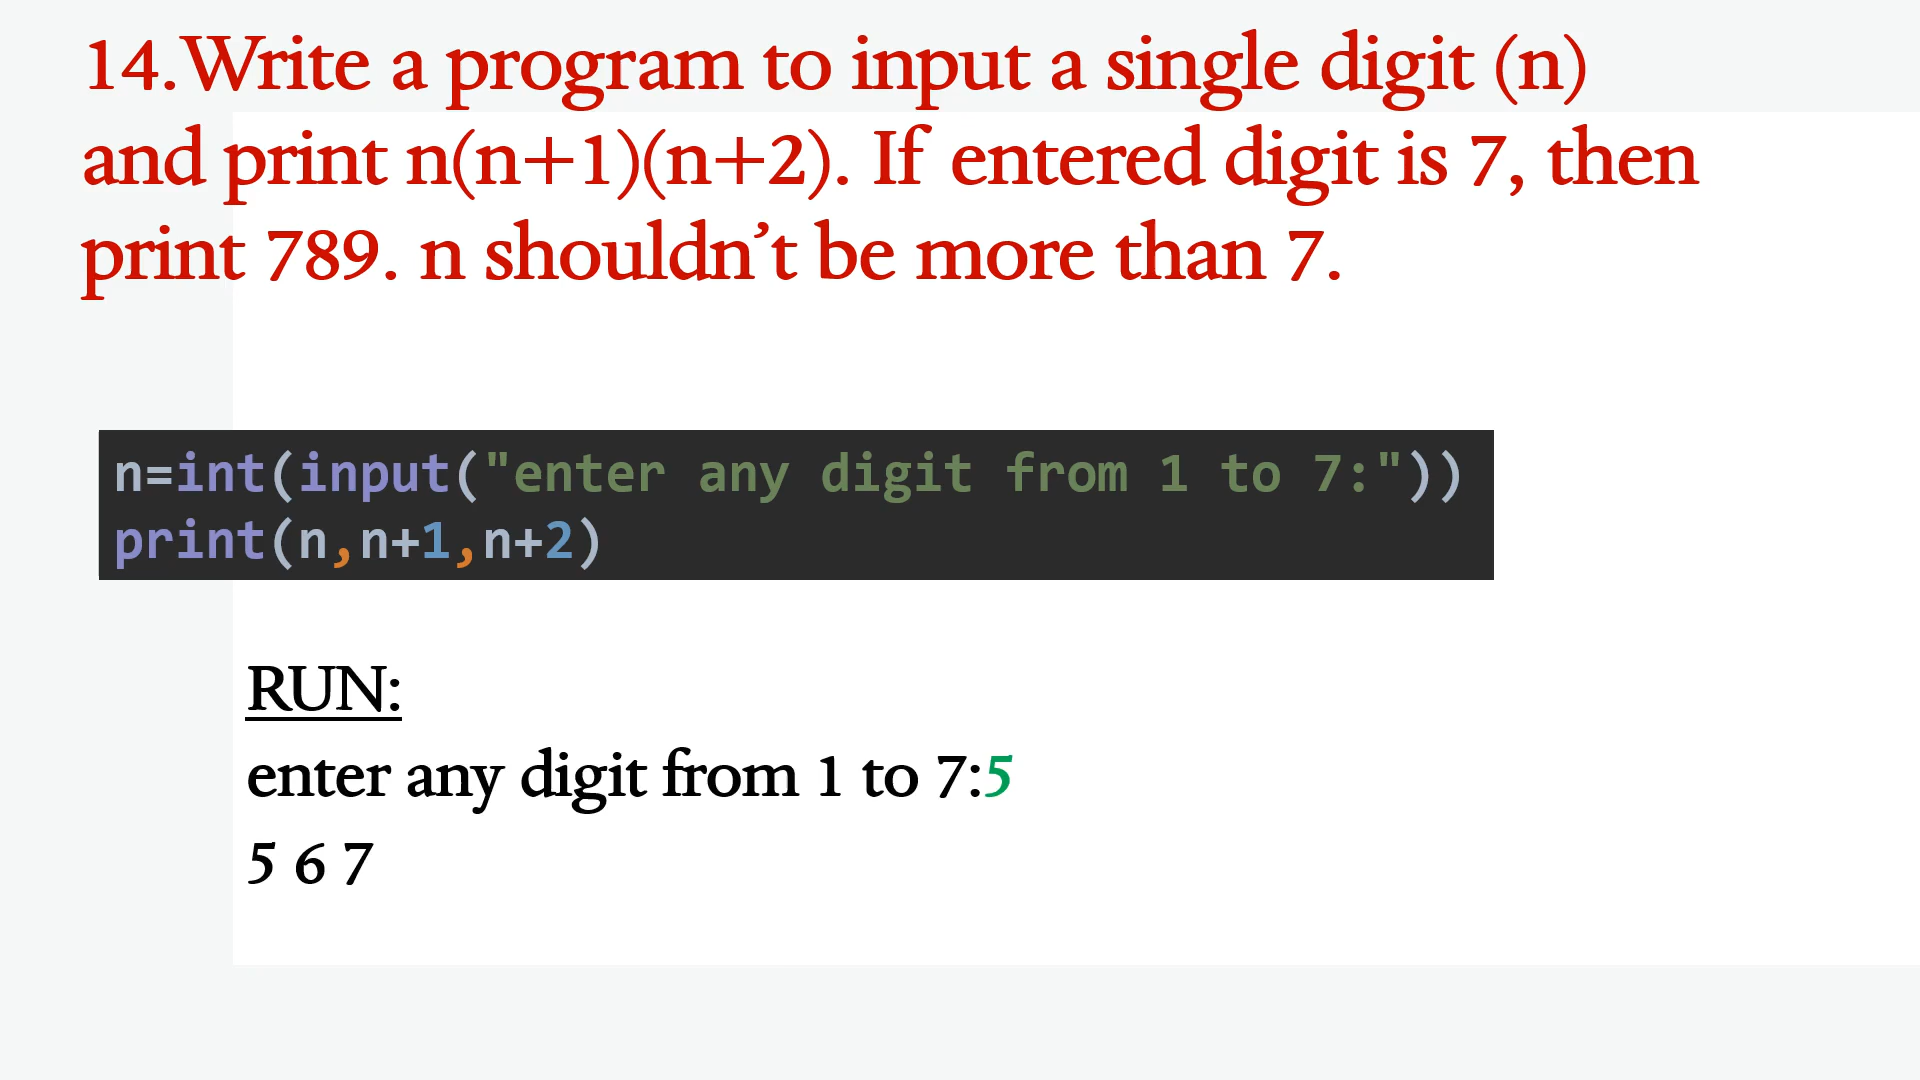 14.Write a program to input a single digit (n)
and print n(n+1)(n+2). If entered digit is 7, then
print 789. n shouldn’t be more than 7.
n=int(input("enter any digit from 1 to 7:"))
print(n,n+1,n+2)
RUN:
enter any digit from 1 to 7:5
5 6 7